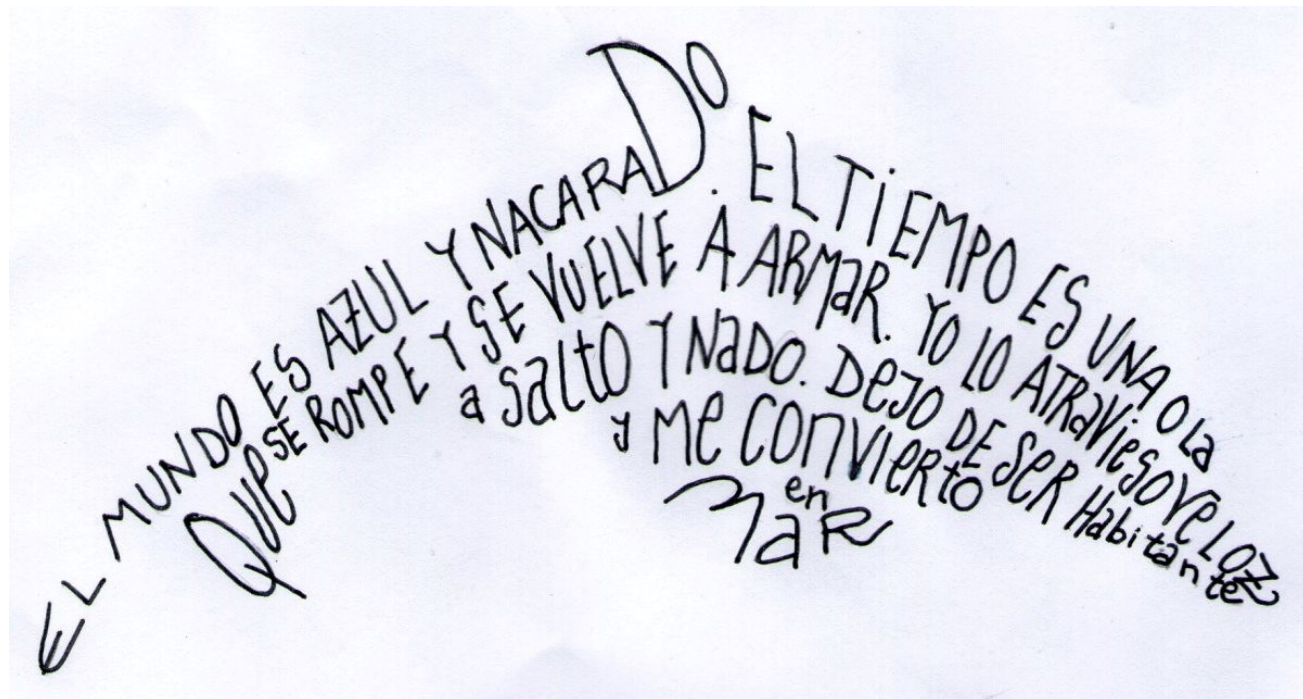 EL MUNDO ES AZUL Y NACARADO. EL TiEMPO ES UNA OLa
QUe SE ROMPE Y SE VUELVE A ARMaR. YO LO ATRaVieSO VeLOZ
a SaLtO Y NaDO. DeJO DE SeR HabitanTe
y Me CONVIeRtO
en
MaR